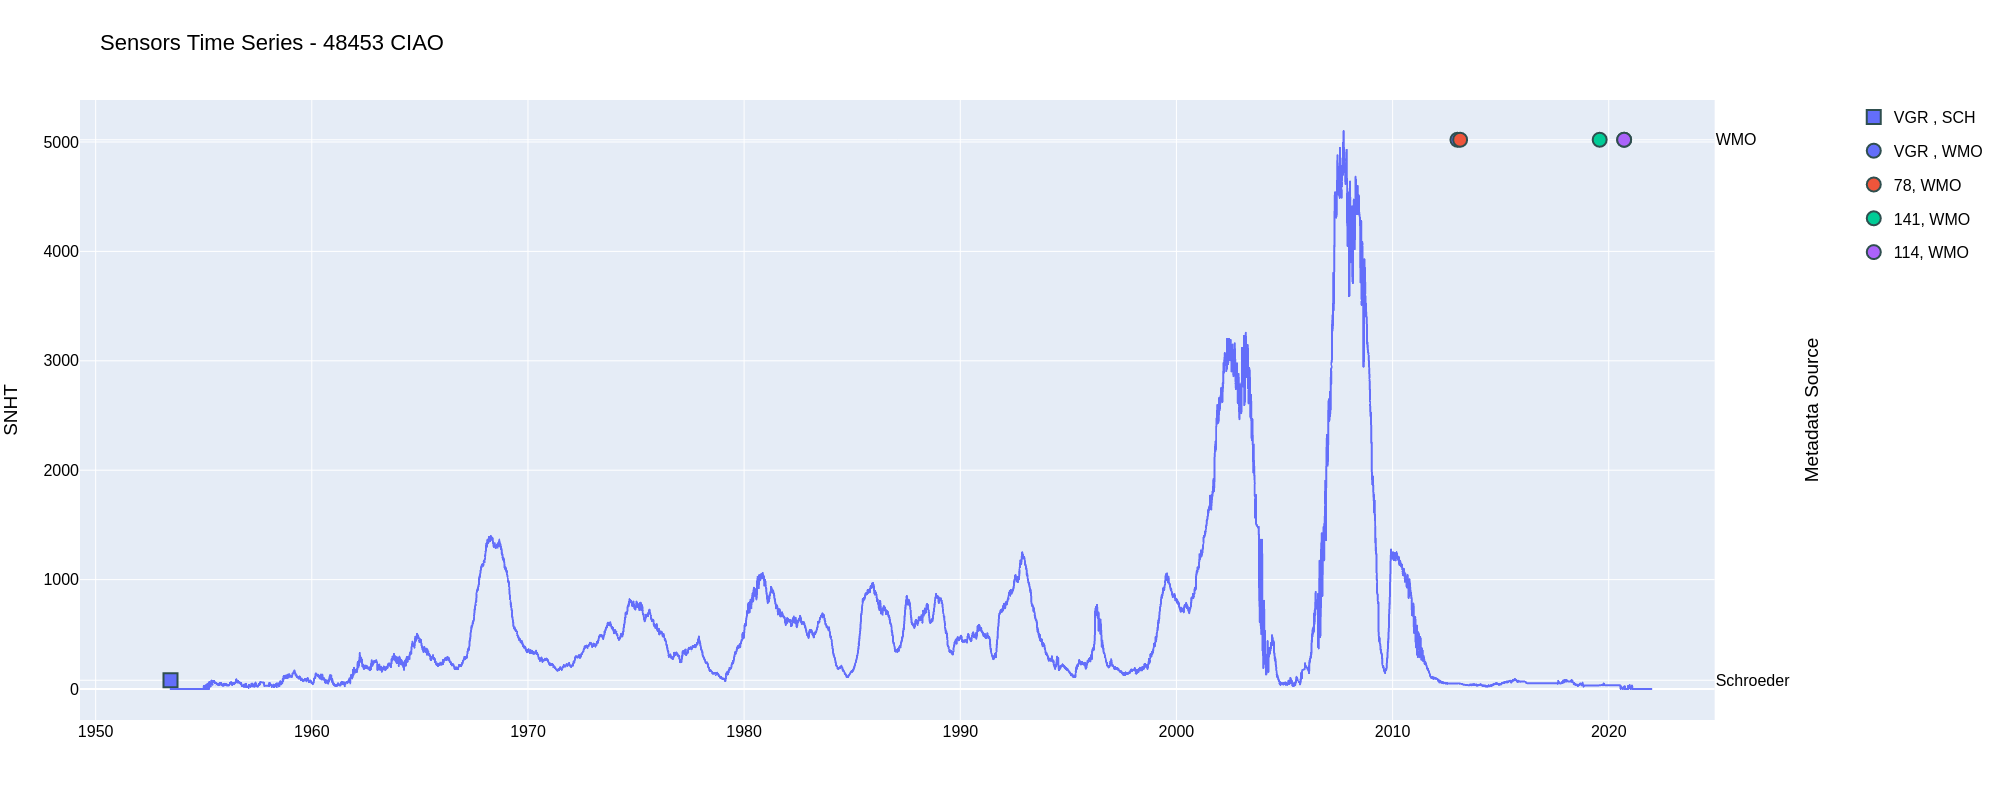 Sensors Time Series - 48453 CIAO
SNHT
5000
4000
3000
2000
1000
0
1950
1960
1970
1980
1990
2000
2010
2020
WMO
Schroeder
Metadata Source
VGR , SCH
VGR , WMO
78, WMO
141, WMO
114, WMO